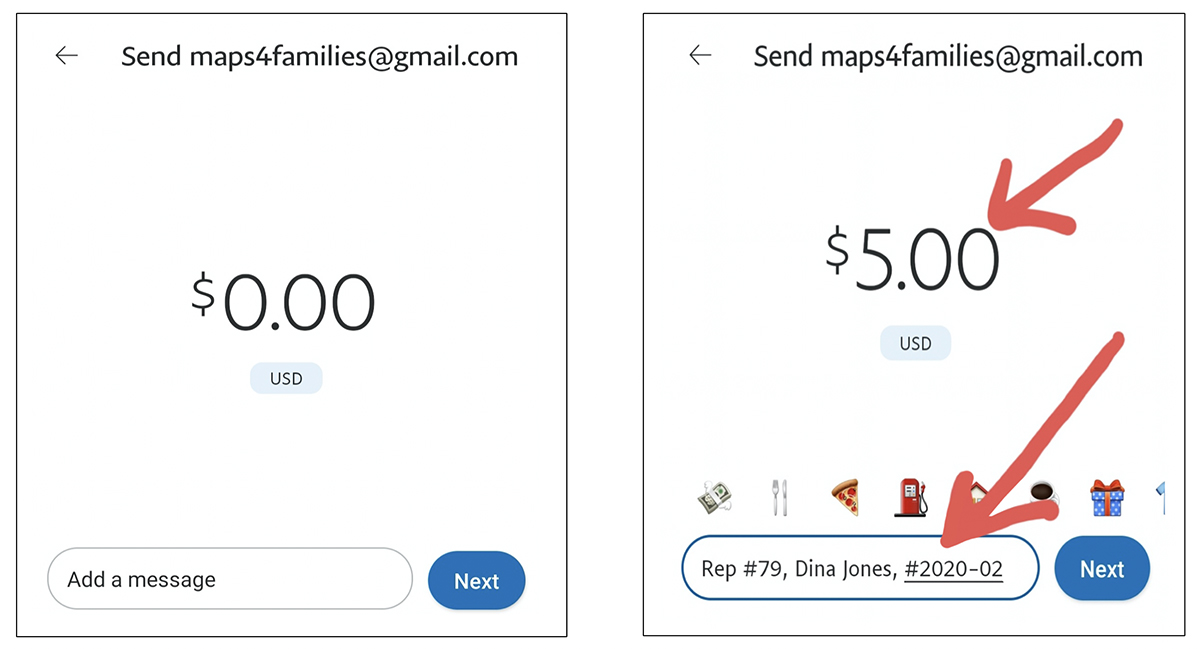 Send maps4families@gmail.com
$0.00
USD
Add a message
Next
Send maps4families@gmail.com
$5.00
USD
Rep #79, Dina Jones, #2020-02
Next